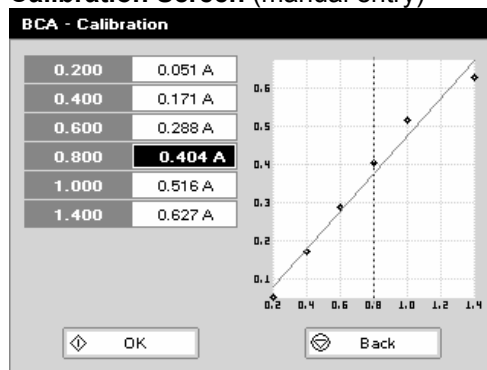 Calibration Screen (manual entry)
BCA - Calibration
0.200 0.051 A
0.400 0.171 A
0.600 0.288 A
0.800 0.404 A
1.000 0.516 A
1.400 0.627 A
0.6
0.5
0.4
0.3
0.2
0.1
0.2 0.4 0.6 0.8 1.0 1.2 1.4
OK Back